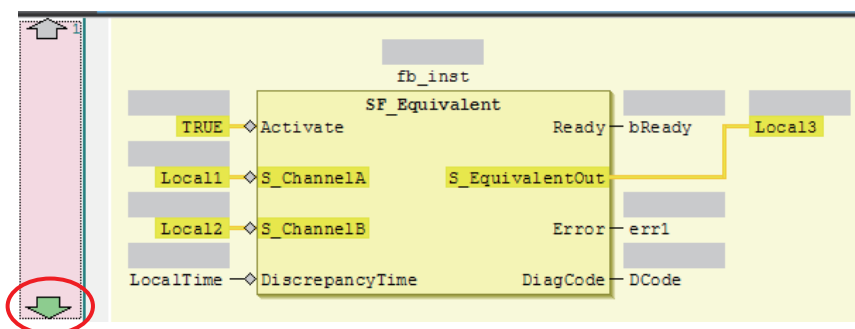 1
fb_inst
SF_Equivalent
TRUE Activate Ready bReady Local3
Local1 S_ChannelA S_EquivalentOut
Local2 S_ChannelB Error err1
LocalTime DiscrepancyTime DiagCode DCode